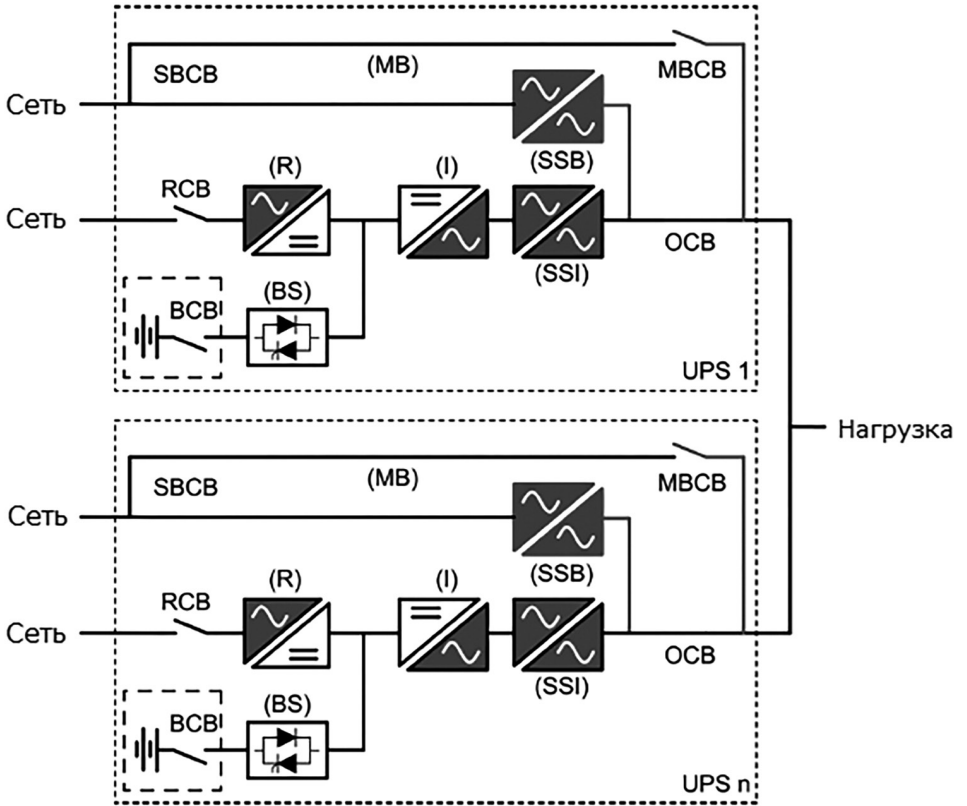 (MB)
SBCB
MBCB
Сеть
(SSB)
(R)
(I)
RCB
Сеть
OCB
(SSI)
(BS)
BCB
UPS 1
Нагрузка
(MB)
SBCB
MBCB
Сеть
(SSB)
(R)
(I)
RCB
Сеть
OCB
(SSI)
(BS)
BCB
UPS n